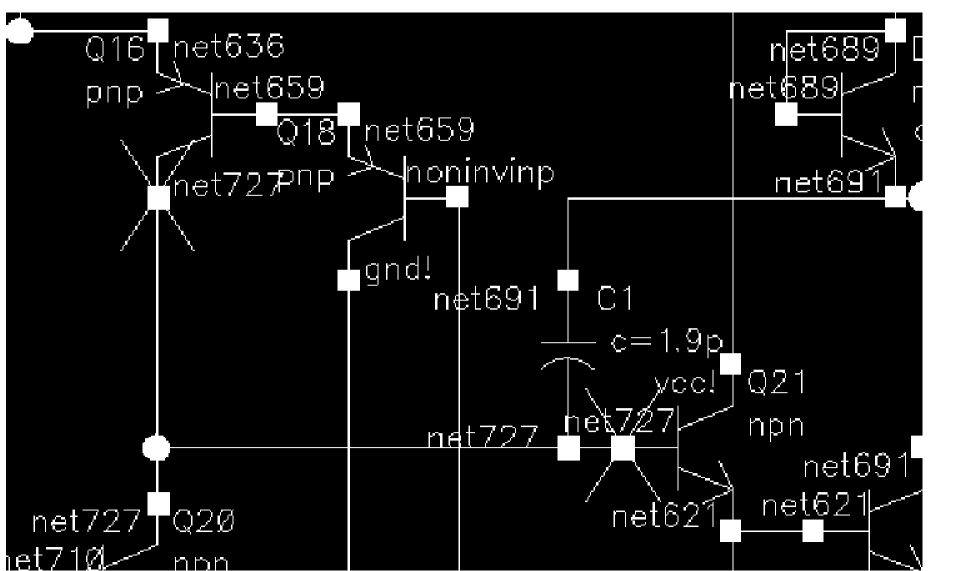 Q16
net636
pnp
net659
Q18
net659
net689
net689
net727
pnp
noninvinp
net691
gnd!
net691
C1
c=1.9p
vcc!
Q21
net727
npn
net727
net691
net621
net621
net727
Q20
net710
npn